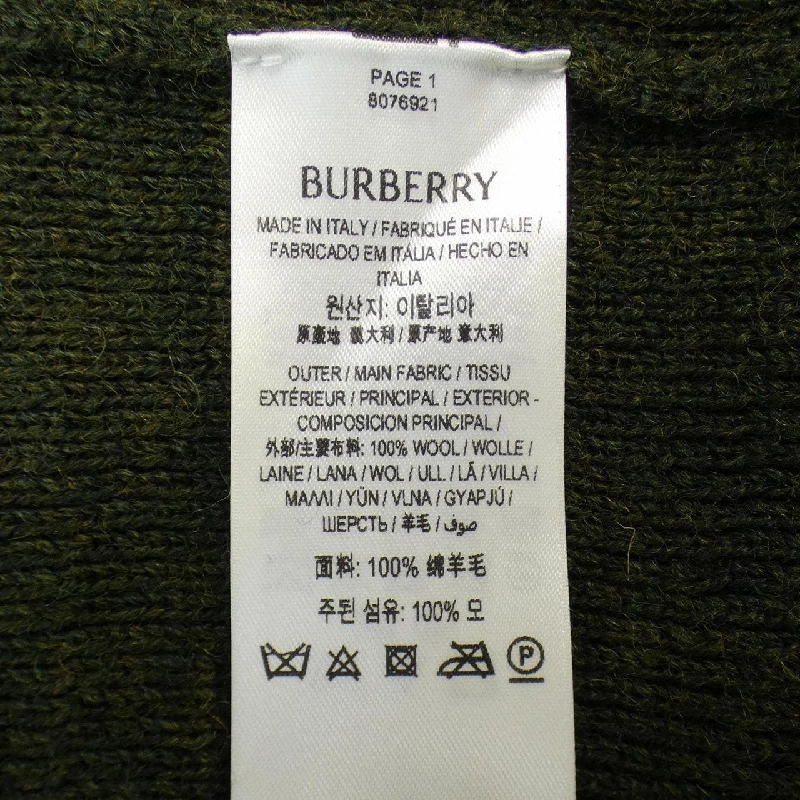 PAGE 1
8076921
BURBERRY
MADE IN ITALY / FABRIQUÉ EN ITALIE /
FABRICADO EM ITÁLIA / HECHO EN
ITALIA
원산지: 이탈리아
原產地 義大利 / 原产地 意大利
OUTER / MAIN FABRIC / TISSU
EXTÉRIEUR / PRINCIPAL / EXTERIOR -
COMPOSICION PRINCIPAL /
外部/主要布料: 100% WOOL / WOLLE /
LAINE / LANA / WOL / ULL / LÃ / VILLA /
ΜΑΛΛΙ / YÜN / VLNA / GYAPJÚ /
ШЕРСТЬ / 羊毛 / صوف /
面料: 100% 绵羊毛
주된 섬유: 100% 모
P